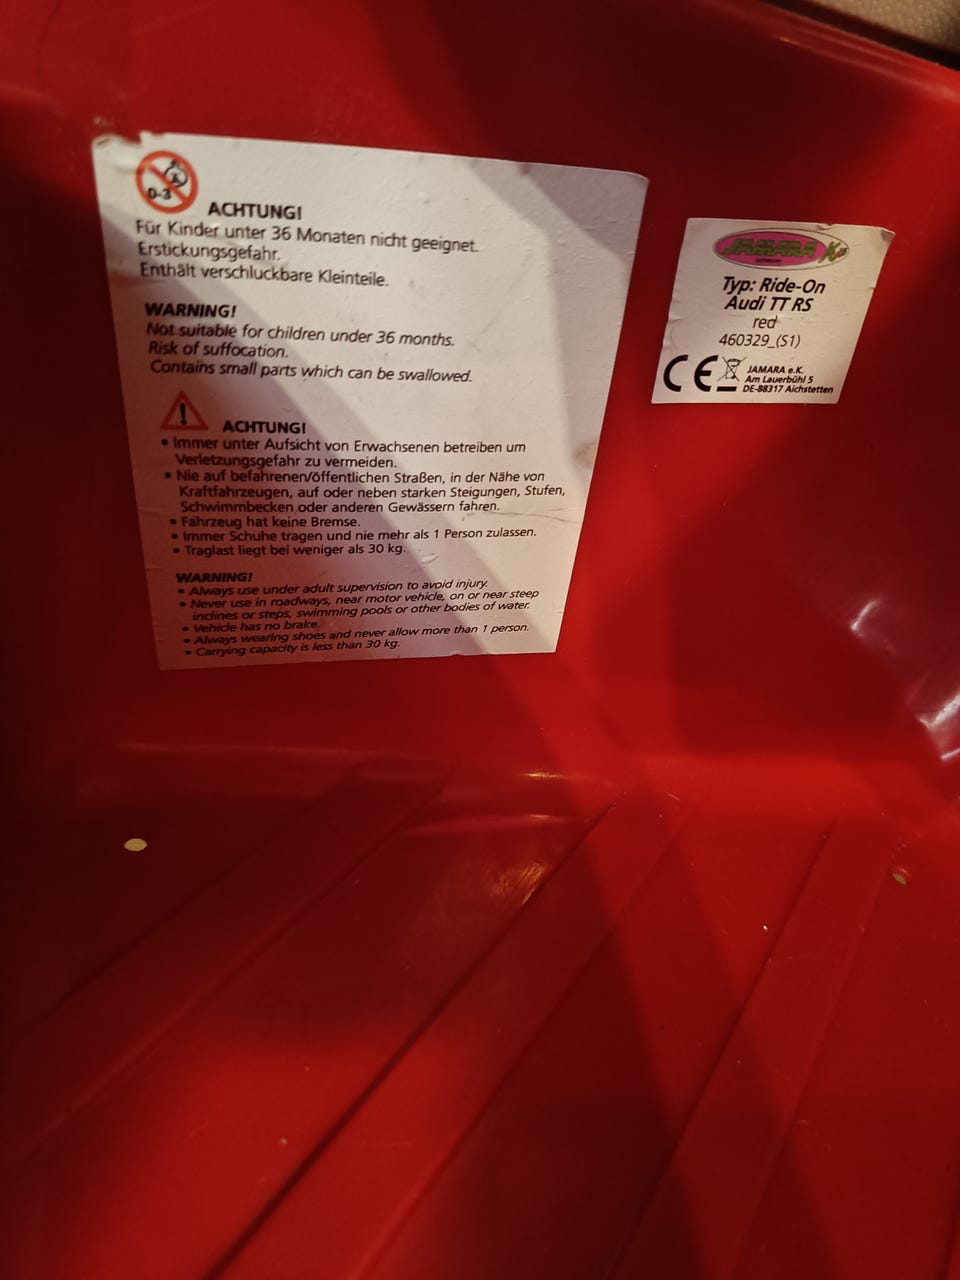 0-3
ACHTUNG!
Für Kinder unter 36 Monaten nicht geeignet.
Erstickungsgefahr.
Enthält verschluckbare Kleinteile.
WARNING!
Not suitable for children under 36 months.
Risk of suffocation.
Contains small parts which can be swallowed.
ACHTUNG!
• Immer unter Aufsicht von Erwachsenen betreiben um
Verletzungsgefahr zu vermeiden.
• Nie auf befahrenen/öffentlichen Straßen, in der Nähe von
Kraftfahrzeugen, auf oder neben starken Steigungen, Stufen,
Schwimmbecken oder anderen Gewässern fahren.
• Fahrzeug hat keine Bremse.
• Immer Schuhe tragen und nie mehr als 1 Person zulassen.
• Traglast liegt bei weniger als 30 kg.
WARNING!
• Always use under adult supervision to avoid injury.
• Never use in roadways, near motor vehicle, on or near steep
inclines or steps, swimming pools or other bodies of water.
• Vehicle has no brake.
• Always wearing shoes and never allow more than 1 person.
• Carrying capacity is less than 30 kg.
JAMARA
GERMANY
Typ: Ride-On
Audi TT RS
red
460329_(S1)
CE
JAMARA e.K.
Am Lauerbühl 5
DE-88317 Aichstetten